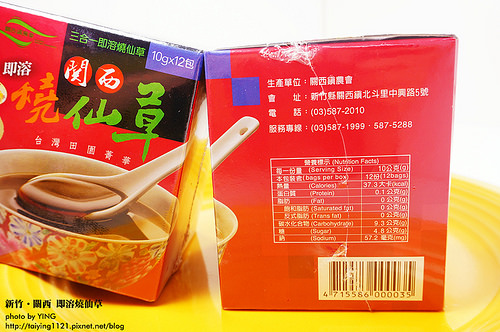 三合一即溶燒仙草 10gx12包
即溶
關西
燒仙草
台灣田園菁華
生產單位：關西鎮農會
會　　址：新竹縣關西鎮北斗里中興路5號
電　　話：(03)587-2010
服務專線：(03)587-1999 · 587-5288
營養標示 (Nutrition Facts)
每一份量 (Serving Size) 10公克(g)
本包裝含(bags per box) 12份(12bags)
熱量 (Calories) 37.3大卡(kcal)
蛋白質 (Protein) 0.1公克(g)
脂肪 (Fat) 0公克(g)
飽和脂肪 (Saturated fat) 0公克(g)
反式脂肪 (Trans fat) 0公克(g)
碳水化合物 (Carbohydrate) 9.3公克(g)
糖 (Sugar) 4.8公克(g)
鈉 (Sodium) 57.2毫克(mg)
4 715586 000035
新竹・關西 即溶燒仙草
photo by YING
http://taiying1121.pixnet.net/blog